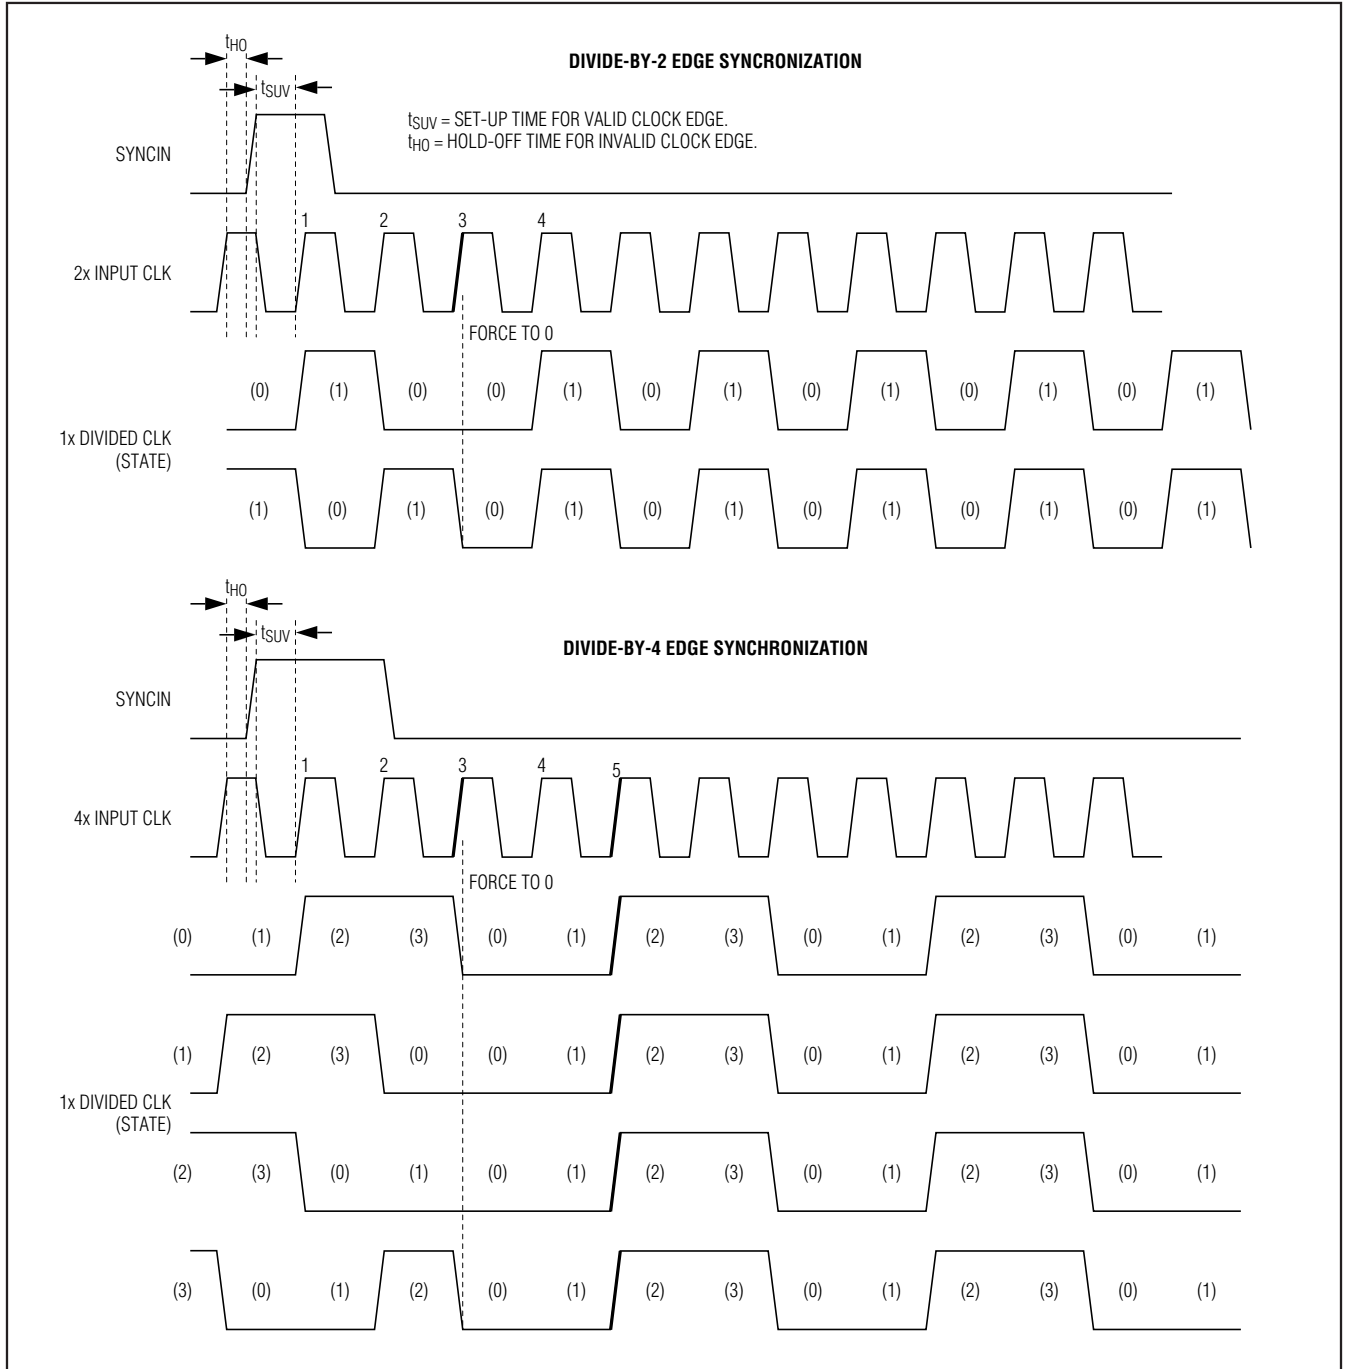 tHO
DIVIDE-BY-2 EDGE SYNCRONIZATION
tSUV
tSUV = SET-UP TIME FOR VALID CLOCK EDGE.
tHO = HOLD-OFF TIME FOR INVALID CLOCK EDGE.
SYNCIN
1 2 3 4
2x INPUT CLK
FORCE TO 0
(0) (1) (0) (0) (1) (0) (1) (0) (1) (0) (1) (0) (1)
1x DIVIDED CLK
(STATE)
(1) (0) (1) (0) (1) (0) (1) (0) (1) (0) (1) (0) (1)
tHO
tSUV
DIVIDE-BY-4 EDGE SYNCHRONIZATION
SYNCIN
1 2 3 4 5
4x INPUT CLK
FORCE TO 0
(0) (1) (2) (3) (0) (1) (2) (3) (0) (1) (2) (3) (0) (1)
(1) (2) (3) (0) (0) (1) (2) (3) (0) (1) (2) (3) (0) (1)
1x DIVIDED CLK
(STATE)
(2) (3) (0) (1) (0) (1) (2) (3) (0) (1) (2) (3) (0) (1)
(3) (0) (1) (2) (0) (1) (2) (3) (0) (1) (2) (3) (0) (1)